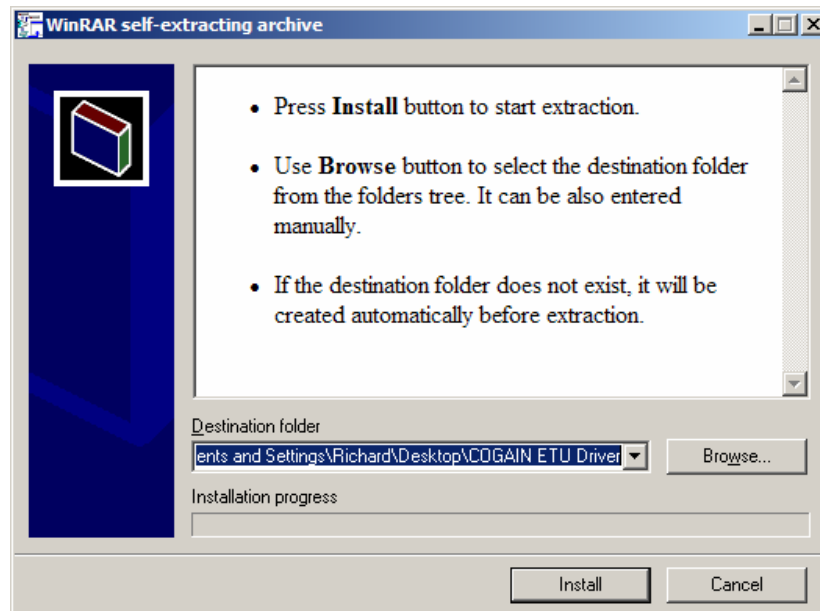 WinRAR self-extracting archive
• Press Install button to start extraction.
• Use Browse button to select the destination folder
from the folders tree. It can be also entered
manually.
• If the destination folder does not exist, it will be
created automatically before extraction.
Destination folder
ents and Settings\Richard\Desktop\COGAIN ETU Driver
Browse...
Installation progress
Install
Cancel